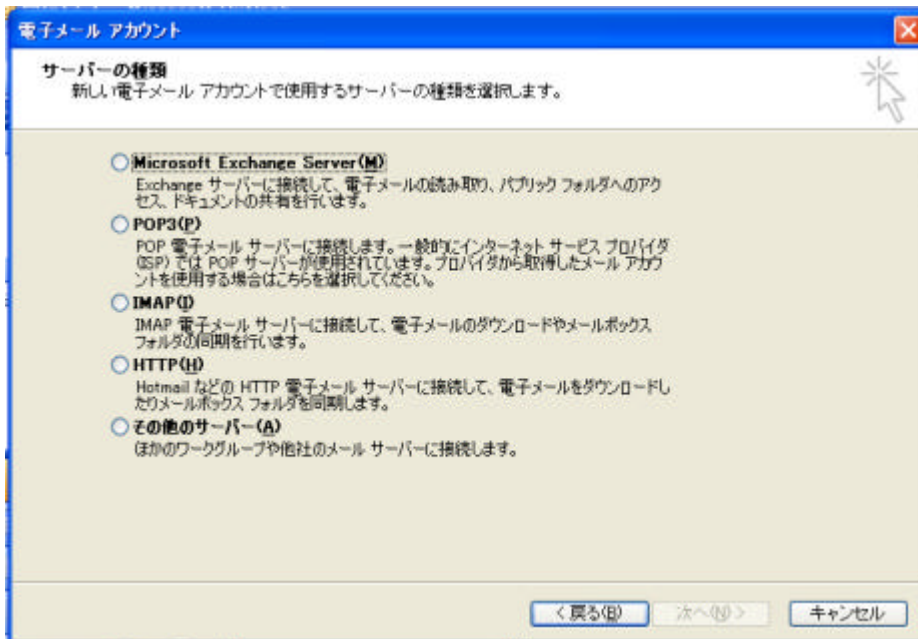 電子メール アカウント
サーバーの種類
新しい電子メール アカウントで使用するサーバーの種類を選択します。
Microsoft Exchange Server(M)
Exchange サーバーに接続して、電子メールの読み取り、パブリック フォルダへのアク
セス、ドキュメントの共有を行います。
POP3(P)
POP 電子メール サーバーに接続します。一般的にインターネット サービス プロバイダ
(ISP) では POP サーバーが使用されています。プロバイダから取得したメール アカウ
ントを使用する場合はこちらを選択してください。
IMAP(I)
IMAP 電子メール サーバーに接続して、電子メールのダウンロードやメールボックス
フォルダの同期を行います。
HTTP(H)
Hotmail などの HTTP 電子メール サーバーに接続して、電子メールをダウンロードし
たりメールボックス フォルダを同期します。
その他のサーバー(A)
ほかのワークグループや他社のメール サーバーに接続します。
< 戻る(B)
次へ(N) >
キャンセル